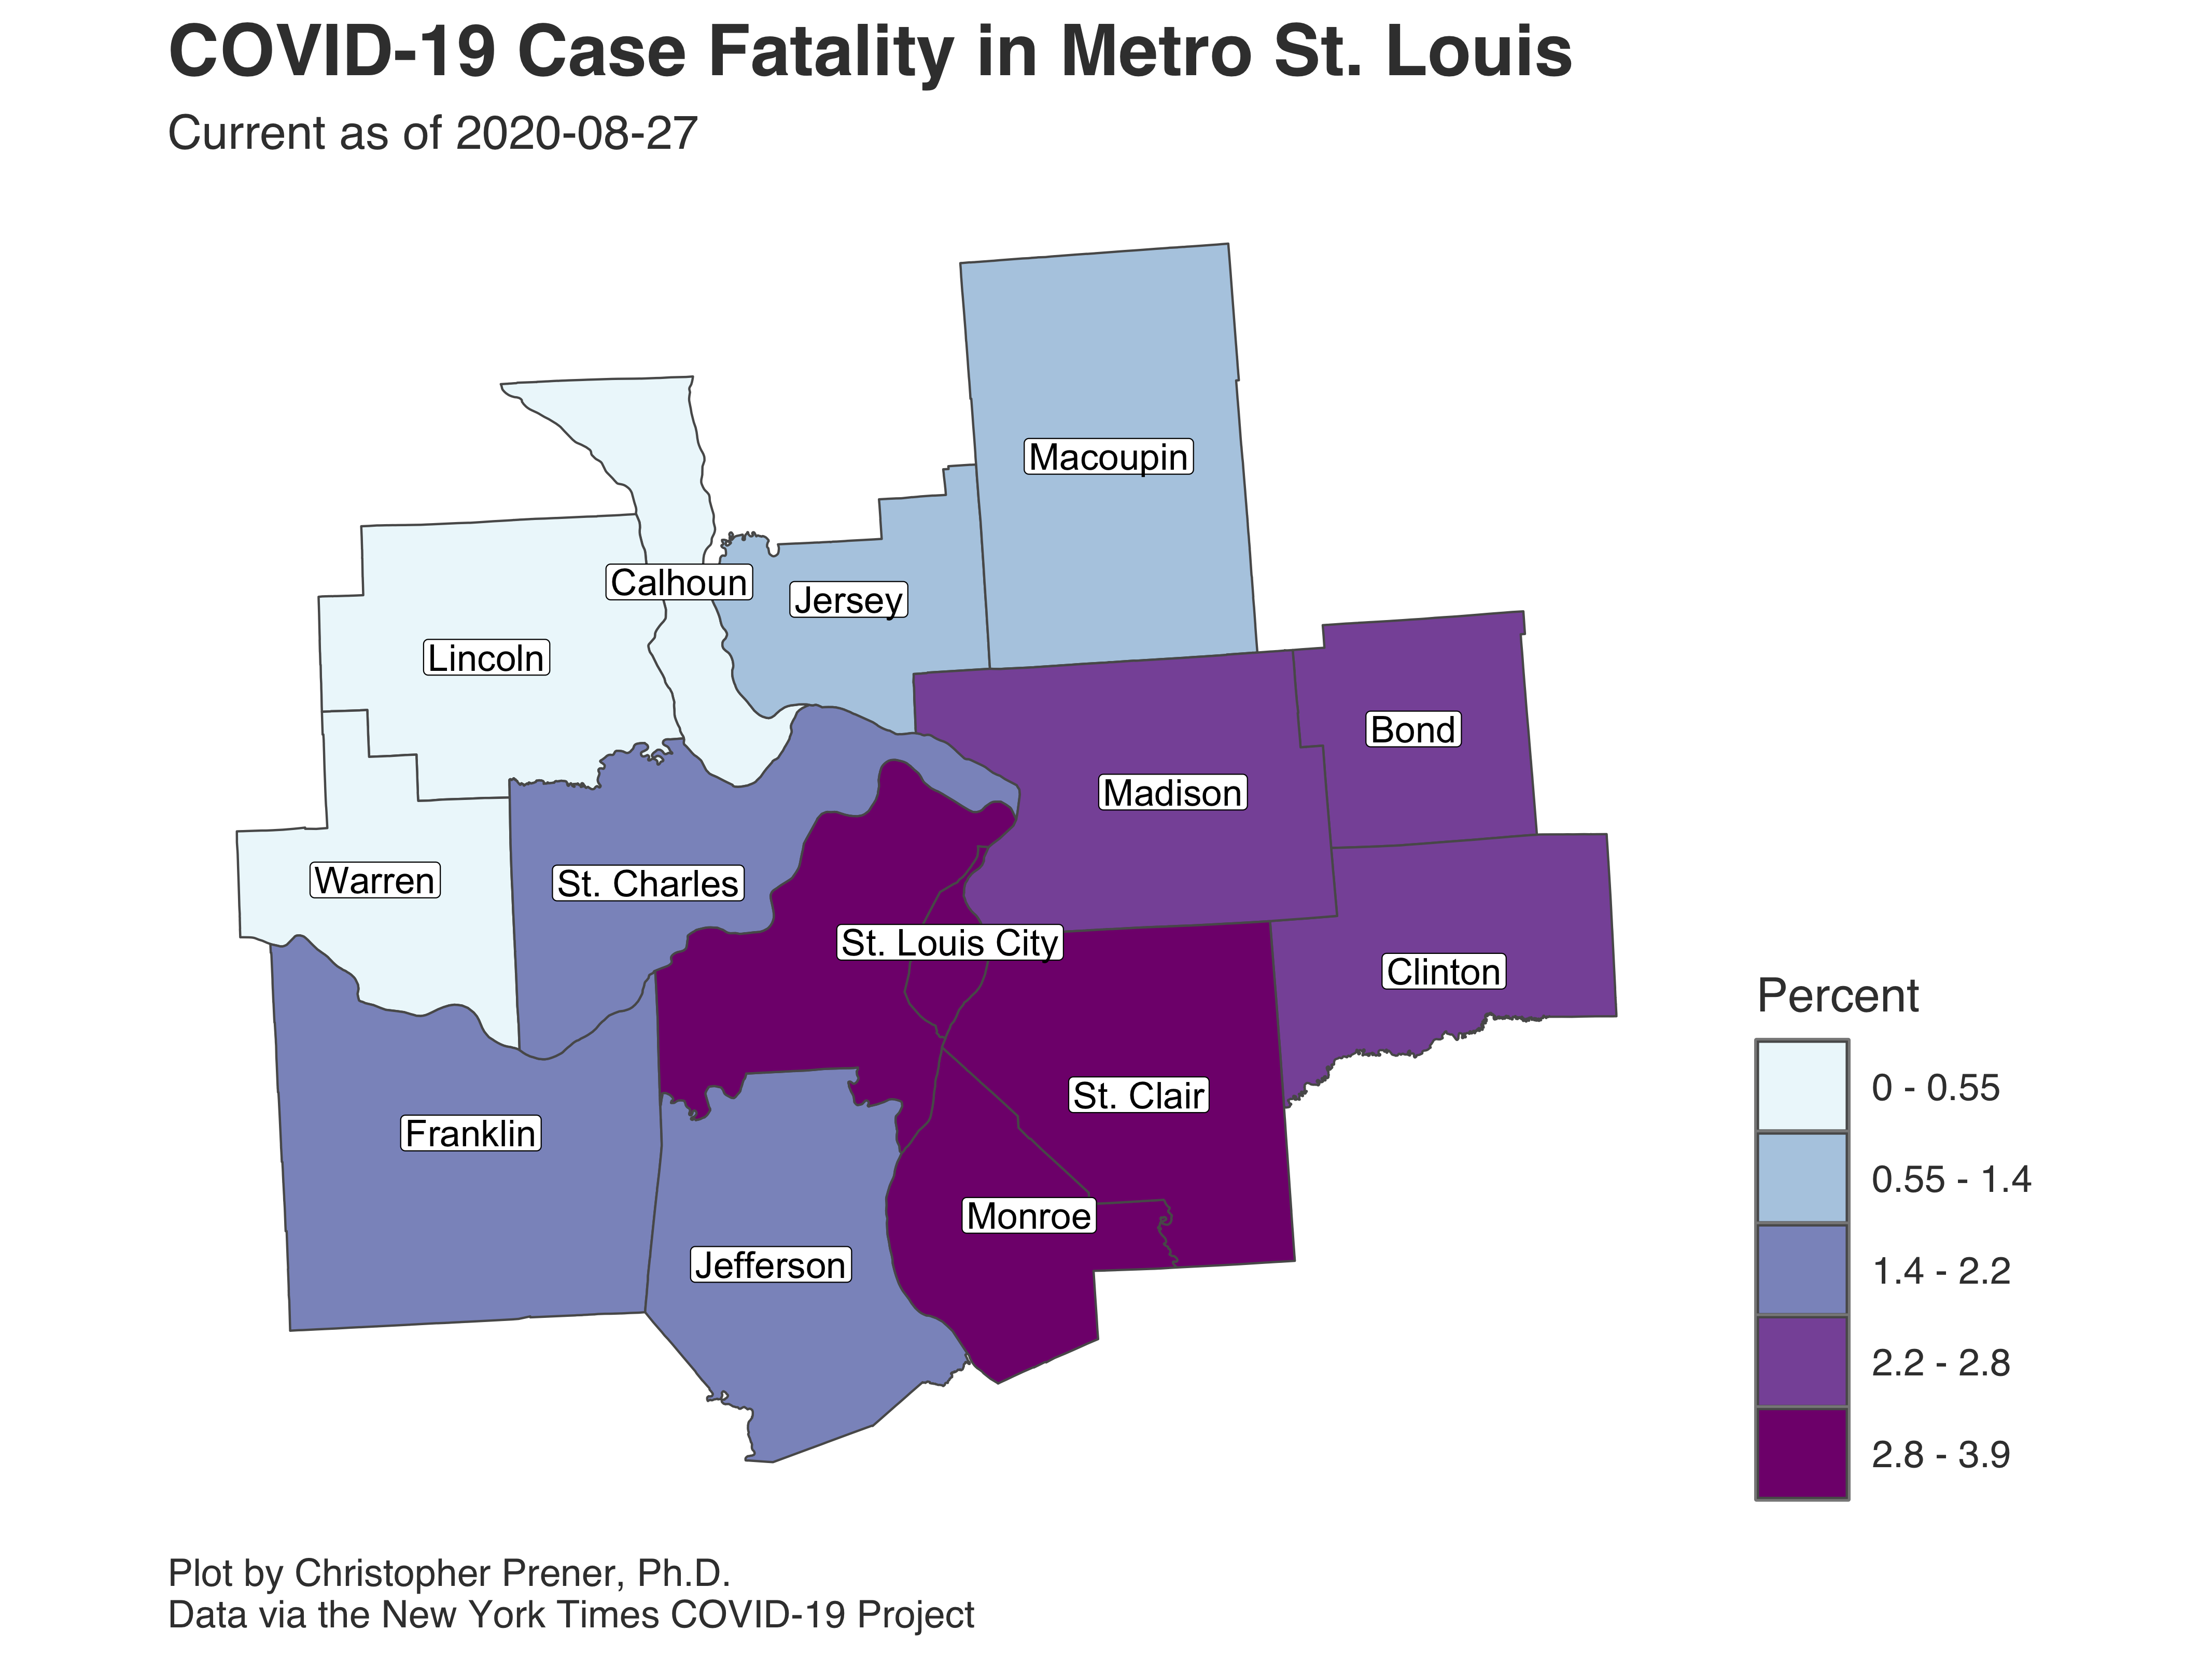 COVID-19 Case Fatality in Metro St. Louis
Current as of 2020-08-27
Macoupin
Calhoun
Jersey
Lincoln
Bond
Madison
Warren
St. Charles
St. Louis City
Clinton
St. Clair
Franklin
Monroe
Jefferson
Percent
0 - 0.55
0.55 - 1.4
1.4 - 2.2
2.2 - 2.8
2.8 - 3.9
Plot by Christopher Prener, Ph.D.
Data via the New York Times COVID-19 Project